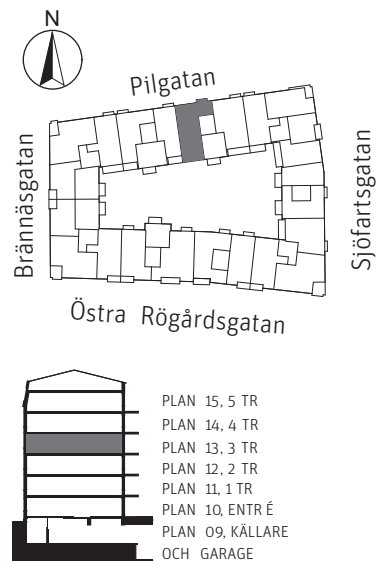 N
Pilgatan
Brännäsgatan
Sjöfartsgatan
Östra Rögårdsgatan
PLAN 15, 5 TR
PLAN 14, 4 TR
PLAN 13, 3 TR
PLAN 12, 2 TR
PLAN 11, 1 TR
PLAN 10, ENTR É
PLAN 09, KÄLLARE
OCH GARAGE